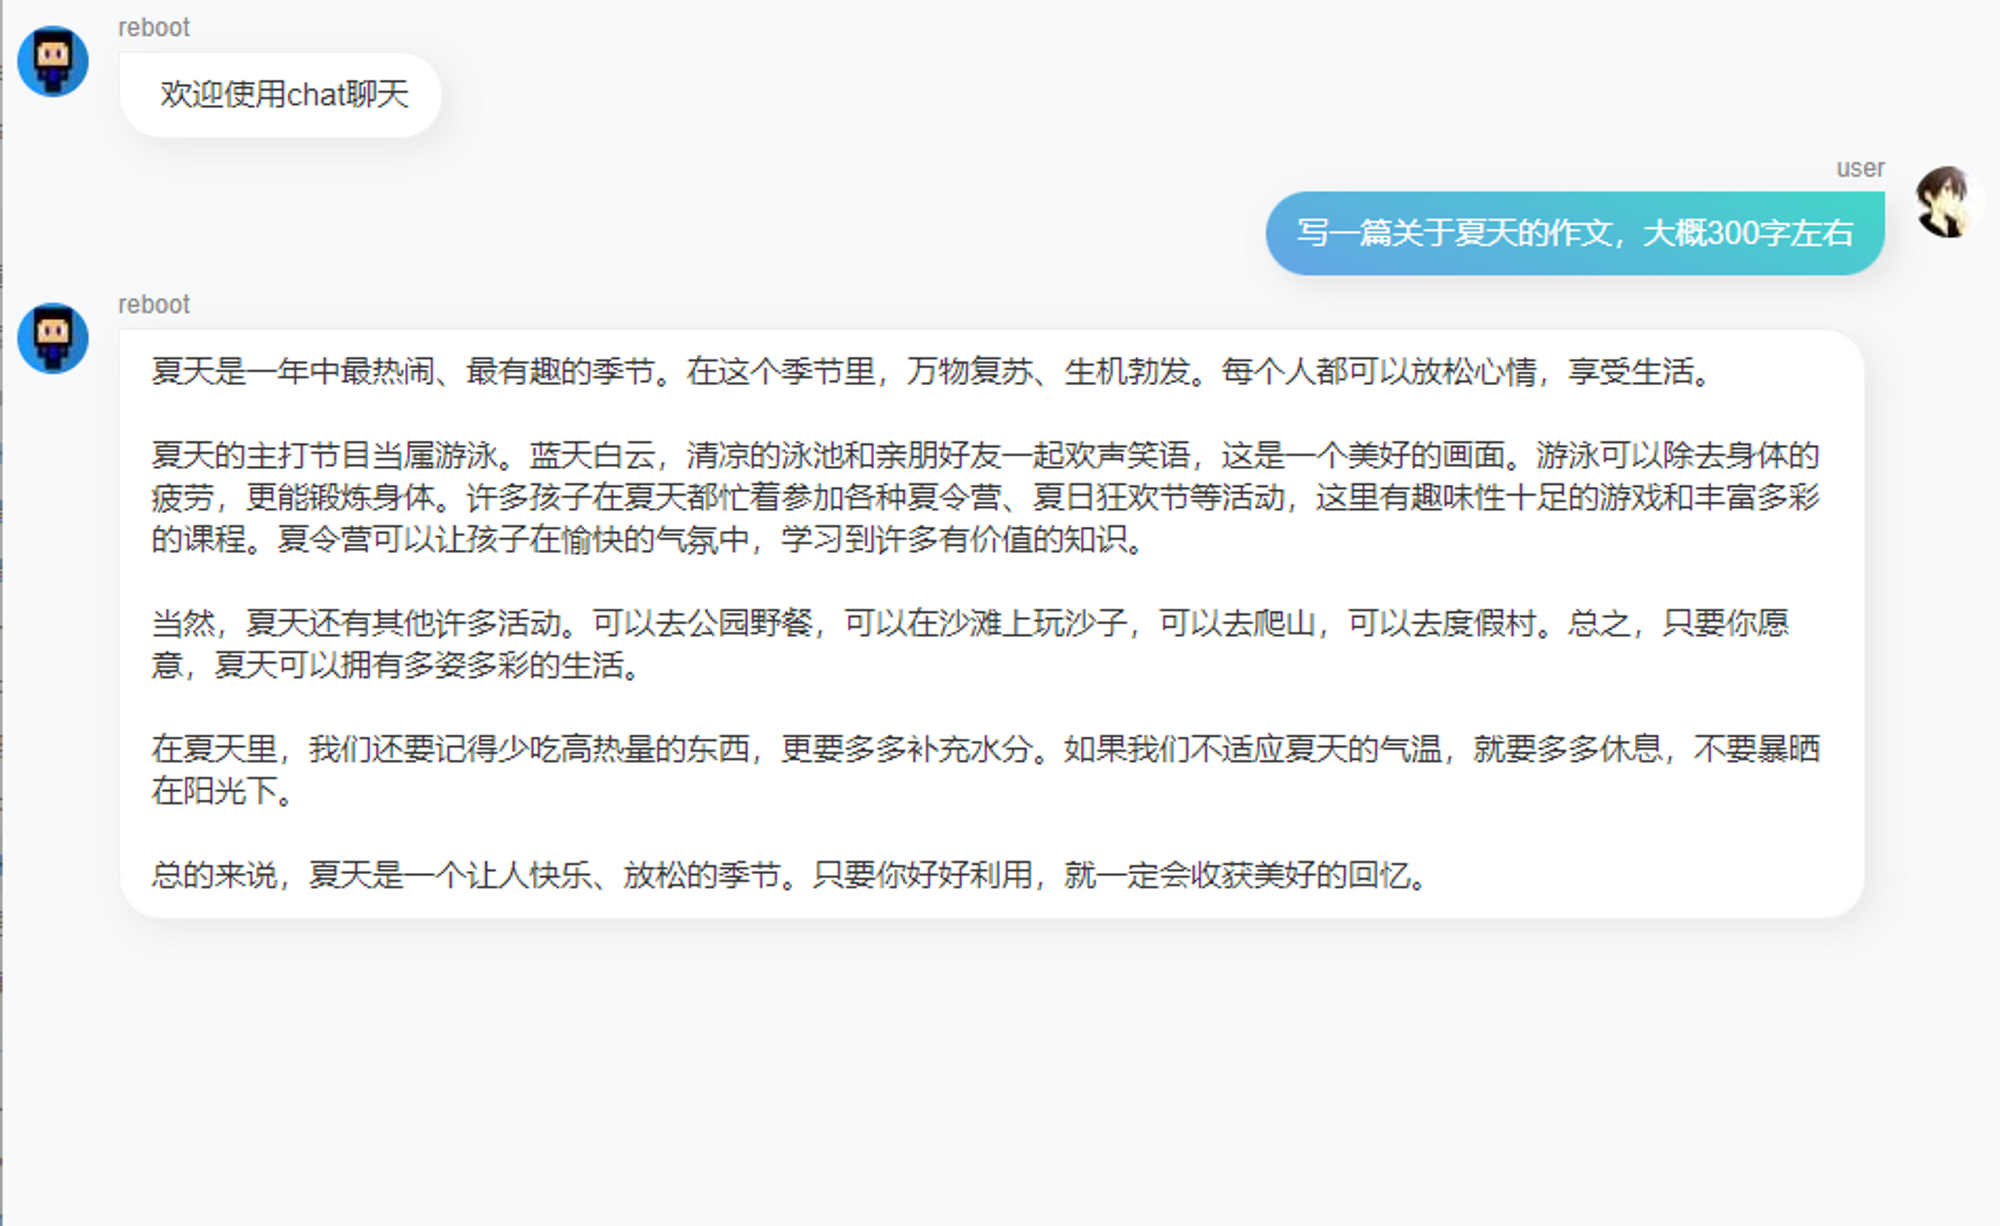 reboot
欢迎使用chat聊天
user
写一篇关于夏天的作文，大概300字左右
reboot
夏天是一年中最热闹、最有趣的季节。在这个季节里，万物复苏、生机勃发。每个人都可以放松心情，享受生活。
夏天的主打节目当属游泳。蓝天白云，清凉的泳池和亲朋好友一起欢声笑语，这是一个美好的画面。游泳可以除去身体的
疲劳，更能锻炼身体。许多孩子在夏天都忙着参加各种夏令营、夏日狂欢节等活动，这里有趣味性十足的游戏和丰富多彩
的课程。夏令营可以让孩子在愉快的气氛中，学习到许多有价值的知识。
当然，夏天还有其他许多活动。可以去公园野餐，可以在沙滩上玩沙子，可以去爬山，可以去度假村。总之，只要你愿
意，夏天可以拥有多姿多彩的生活。
在夏天里，我们还要记得少吃高热量的东西，更要多多补充水分。如果我们不适应夏天的气温，就要多多休息，不要暴晒
在阳光下。
总的来说，夏天是一个让人快乐、放松的季节。只要你好好利用，就一定会收获美好的回忆。